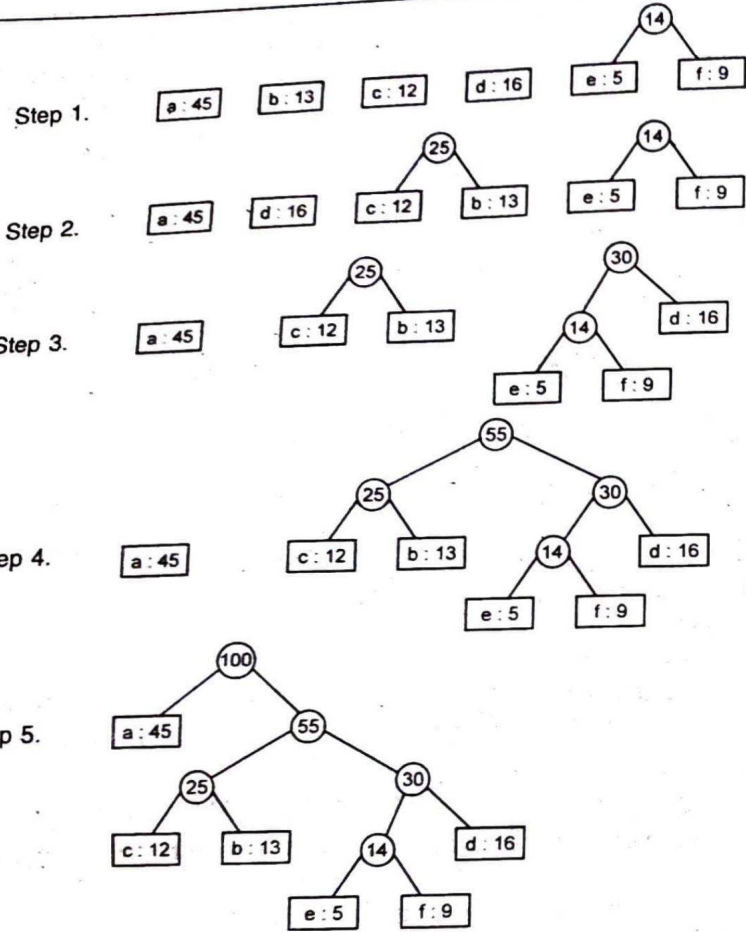 14
Step 1. a : 45 b : 13 c : 12 d : 16 e : 5 f : 9
25 14
Step 2. a : 45 d : 16 c : 12 b : 13 e : 5 f : 9
25 30
Step 3. a : 45 c : 12 b : 13 14 d : 16
e : 5 f : 9
55
25 30
ep 4. a : 45 c : 12 b : 13 14 d : 16
e : 5 f : 9
100
p 5. a : 45 55
25 30
c : 12 b : 13 14 d : 16
e : 5 f : 9